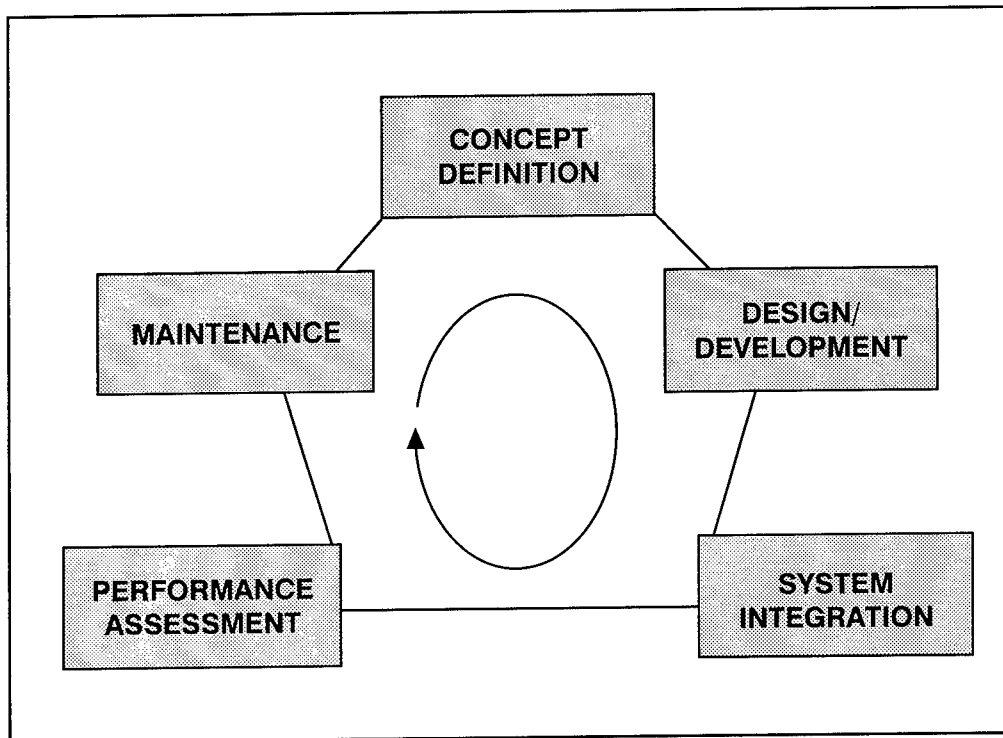 CONCEPT
DEFINITION
MAINTENANCE
DESIGN/
DEVELOPMENT
PERFORMANCE
ASSESSMENT
SYSTEM
INTEGRATION